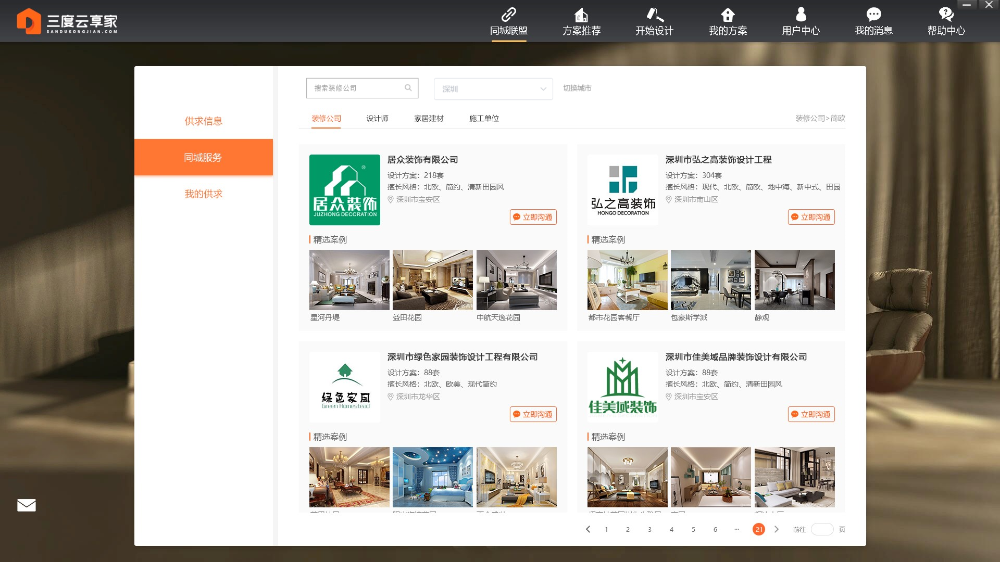 三度云享家
SANDUKONGJIAN.COM
同城联盟
方案推荐
开始设计
我的方案
用户中心
我的消息
帮助中心
供求信息
同城服务
我的供求
搜索装修公司
深圳
切换城市
装修公司
设计师
家居建材
施工单位
装修公司>简欧
居众装饰
JUZHONG DECORATION
居众装饰有限公司
设计方案：218套
擅长风格：北欧、简约、清新田园风
深圳市宝安区
立即沟通
精选案例
星河丹堤
益田花园
中航天逸花园
弘之高装饰
HONGO DECORATION
深圳市弘之高装饰设计工程
设计方案：304套
擅长风格：现代、北欧、简欧、地中海、新中式、田园
深圳市南山区
立即沟通
精选案例
都市花园客餐厅
包豪斯学派
静观
绿色家园
Green Homestead
深圳市绿色家园装饰设计工程有限公司
设计方案：88套
擅长风格：北欧、欧美、现代简约
深圳市龙华区
立即沟通
精选案例
佳美域装饰
深圳市佳美域品牌装饰设计有限公司
设计方案：88套
擅长风格：北欧、简约、清新田园风
深圳市宝安区
立即沟通
精选案例
1
2
3
4
5
6
···
21
前往
页